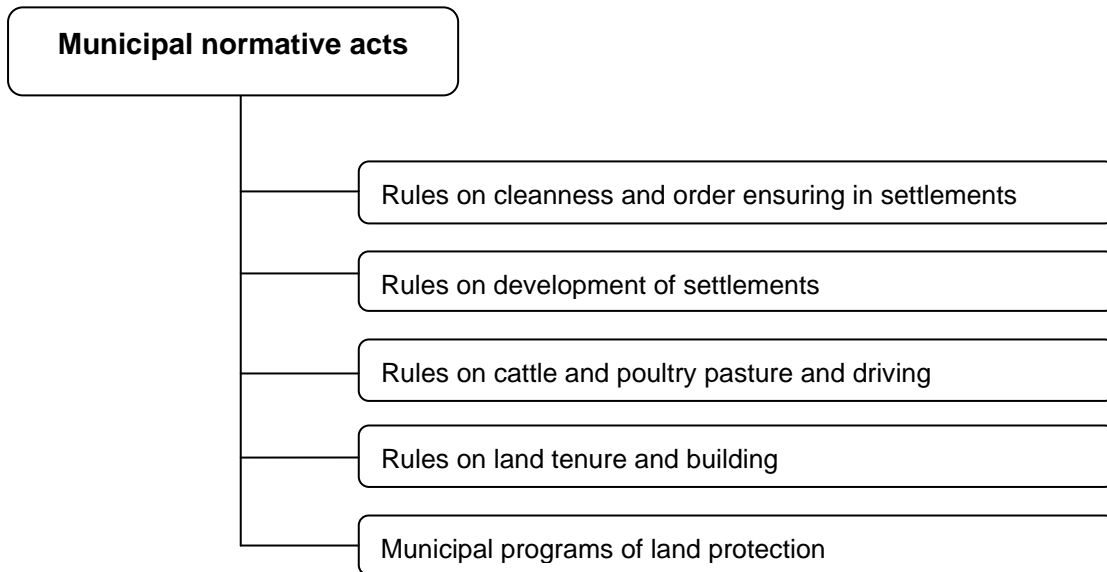 Municipal normative acts
Rules on cleanness and order ensuring in settlements
Rules on development of settlements
Rules on cattle and poultry pasture and driving
Rules on land tenure and building
Municipal programs of land protection